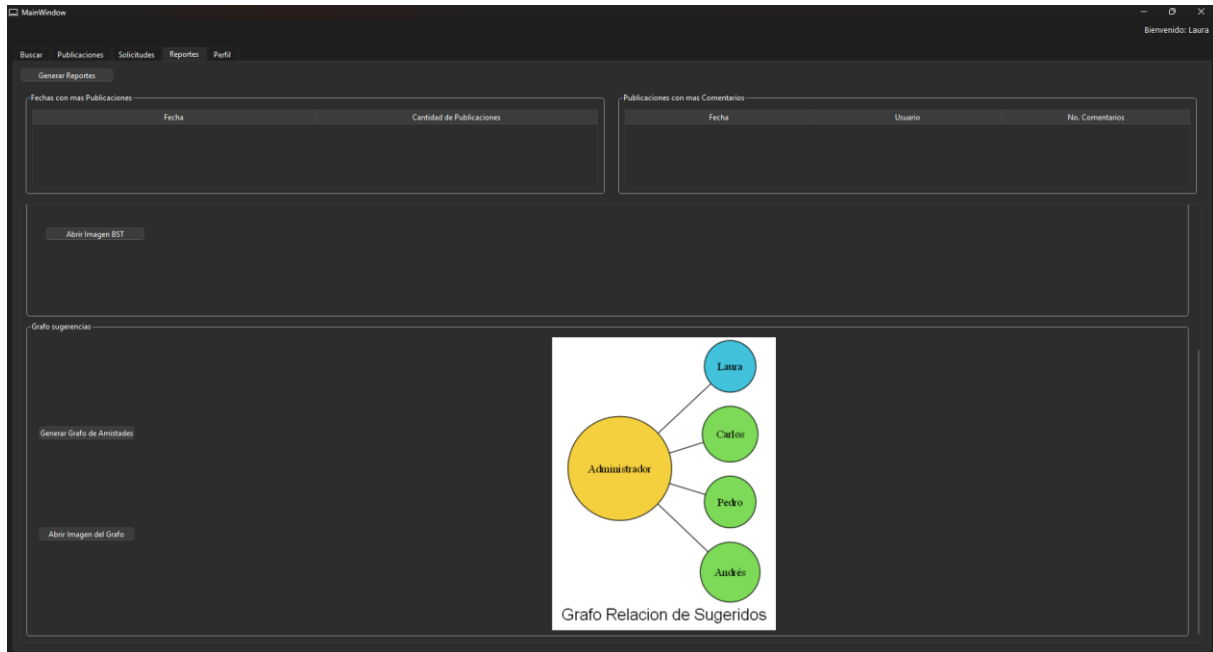 MainWindow
Bienvenido: Laura
Buscar Publicaciones Solicitudes Reportes Perfil
Generar Reportes
Fechas con mas Publicaciones
Fecha Cantidad de Publicaciones
Publicaciones con mas Comentarios
Fecha Usuario No. Comentarios
Abrir Imagen BST
Grafo sugerencias
Generar Grafo de Amistades
Abrir Imagen del Grafo
Laura
Carlos
Administrador
Pedro
Andrés
Grafo Relacion de Sugeridos